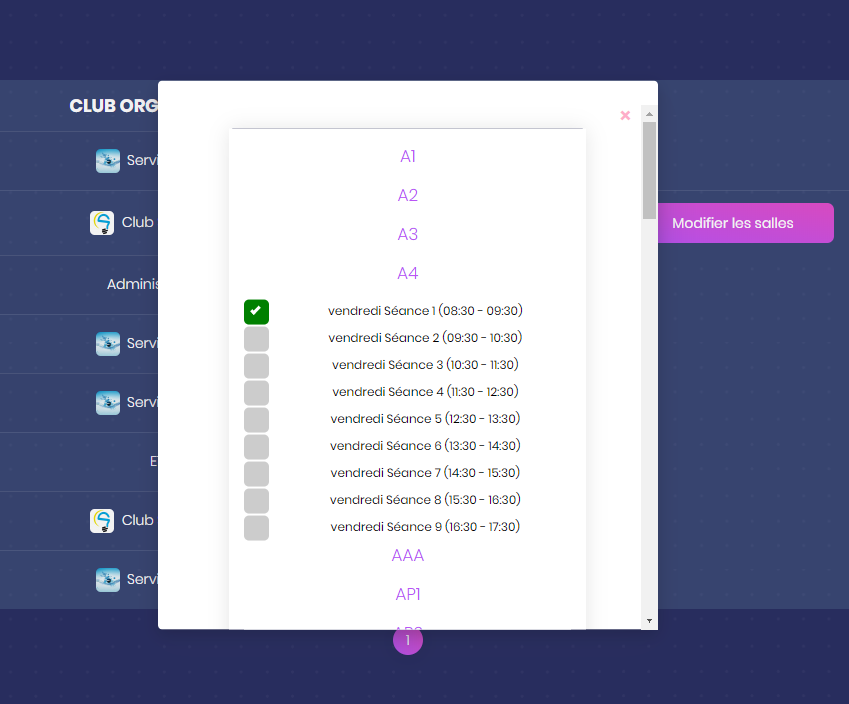 CLUB ORG
A1
A2
A3
A4
Modifier les salles
vendredi Séance 1 (08:30 - 09:30)
vendredi Séance 2 (09:30 - 10:30)
vendredi Séance 3 (10:30 - 11:30)
vendredi Séance 4 (11:30 - 12:30)
vendredi Séance 5 (12:30 - 13:30)
vendredi Séance 6 (13:30 - 14:30)
vendredi Séance 7 (14:30 - 15:30)
vendredi Séance 8 (15:30 - 16:30)
vendredi Séance 9 (16:30 - 17:30)
AAA
AP1
Servi
Club
Adminis
Servi
Servi
E
Club
Servi
1